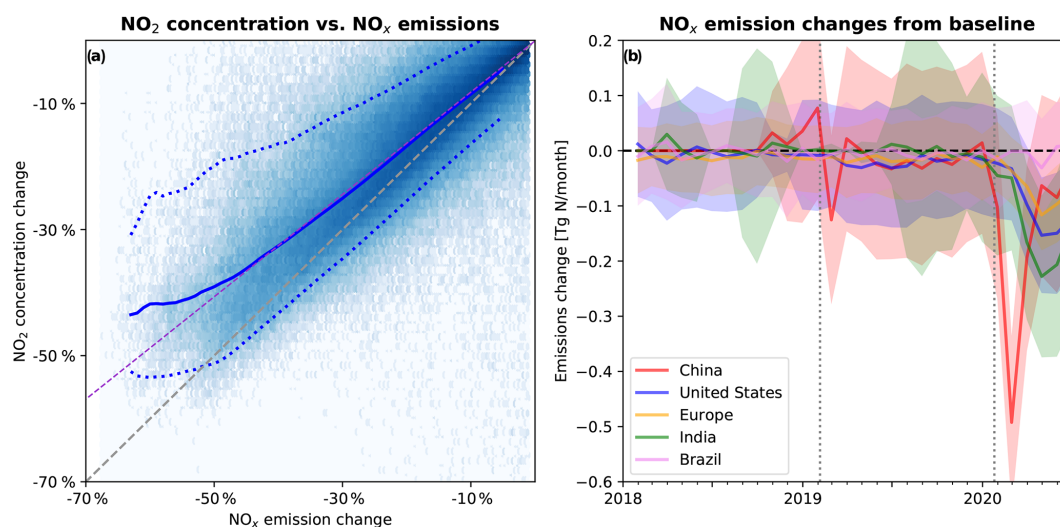 NO₂ concentration vs. NOₓ emissions
(a)
-10 %
-30 %
-50 %
-70 %
NO₂ concentration change
-70 %
-50 %
-30 %
-10 %
NOₓ emission change
NOₓ emission changes from baseline
(b)
0.2
0.1
0.0
−0.1
−0.2
−0.3
−0.4
−0.5
−0.6
Emissions change [Tg N/month]
China
United States
Europe
India
Brazil
2018
2019
2020